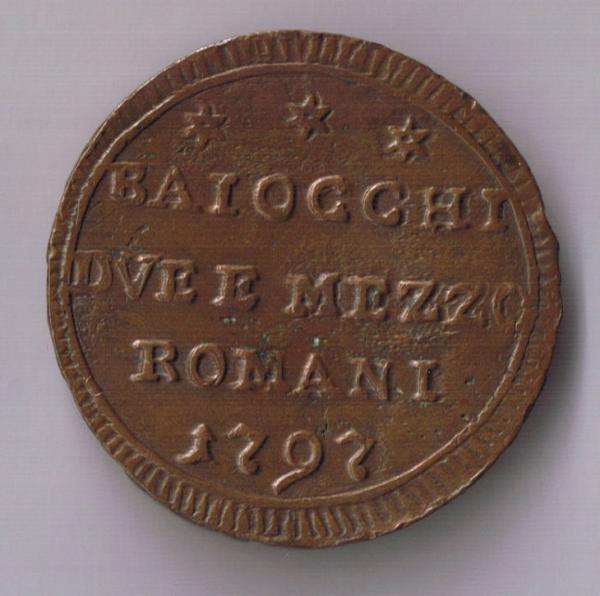 BAIOCCHI
DVE E MEZZO
ROMANI
1797